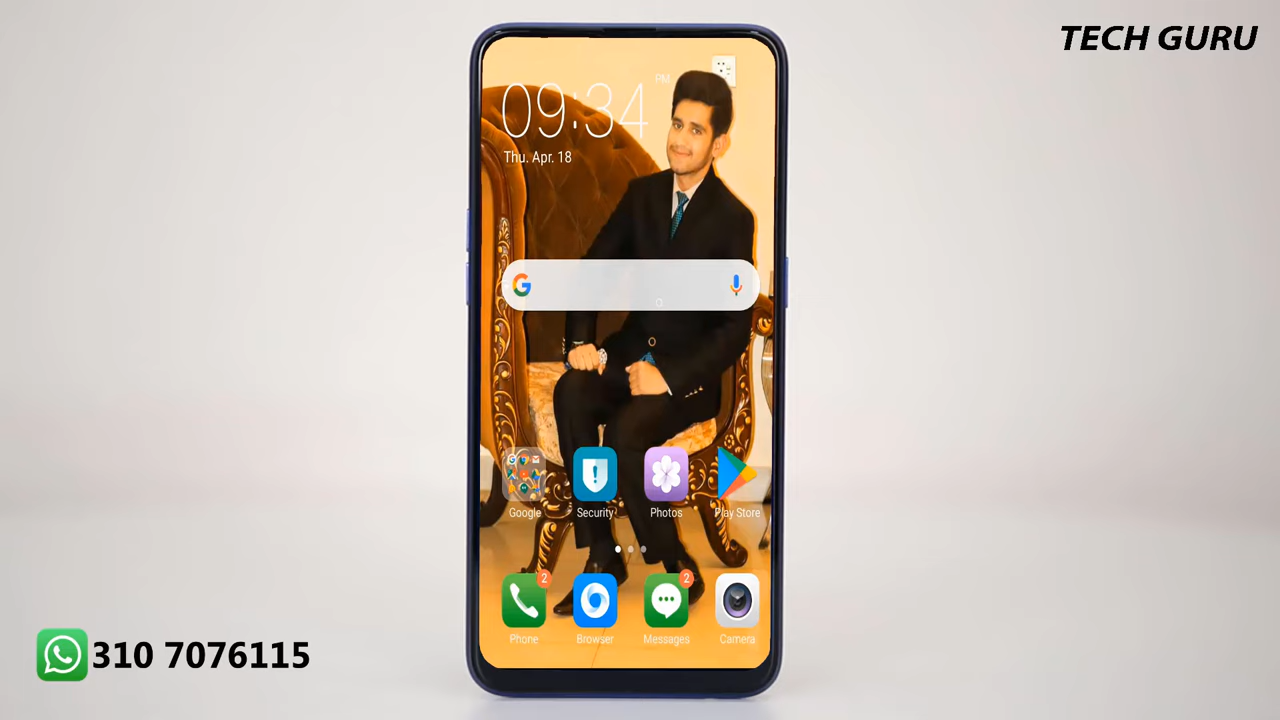 TECH GURU
09:34 PM
Thu. Apr. 18
Google
Security
Photos
Play Store
2
2
Phone
Browser
Messages
Camera
310 7076115